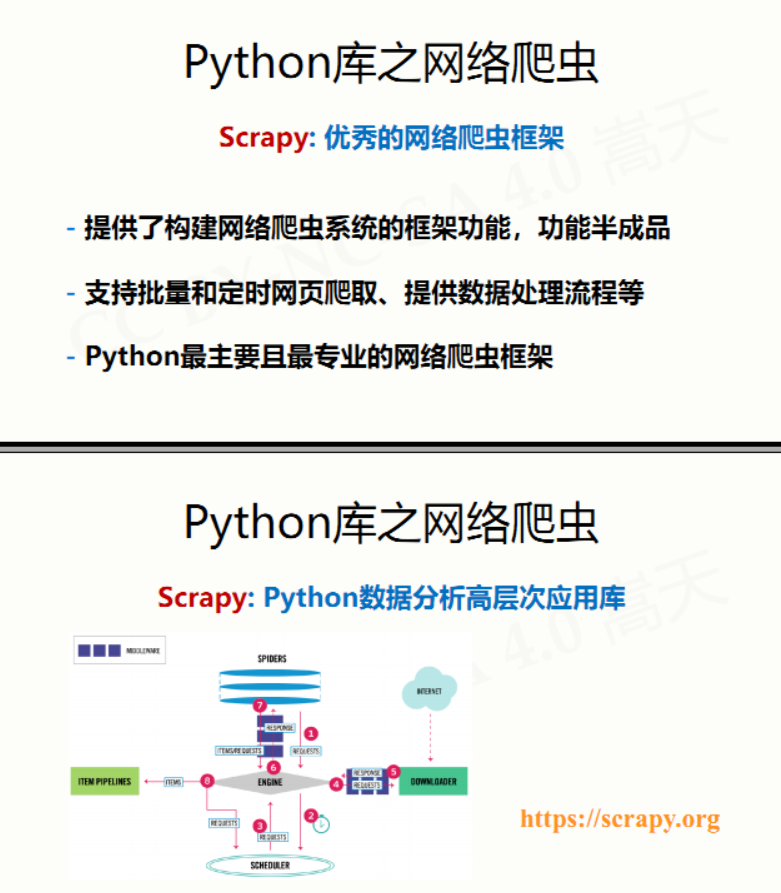 Python库之网络爬虫
Scrapy: 优秀的网络爬虫框架
- 提供了构建网络爬虫系统的框架功能，功能半成品
- 支持批量和定时网页爬取、提供数据处理流程等
- Python最主要且最专业的网络爬虫框架
CC BY-NC-SA 4.0 嵩天
Python库之网络爬虫
Scrapy: Python数据分析高层次应用库
4.0 嵩天
MIDDLEWARE
SPIDERS
INTERNET
7
RESPONSE
1
ITEMS/REQUESTS
REQUESTS
6
ITEM PIPELINES
ITEMS
8
ENGINE
4
RESPONSE
REQUESTS
5
DOWNLOADER
REQUESTS
3
REQUESTS
2
SCHEDULER
https://scrapy.org